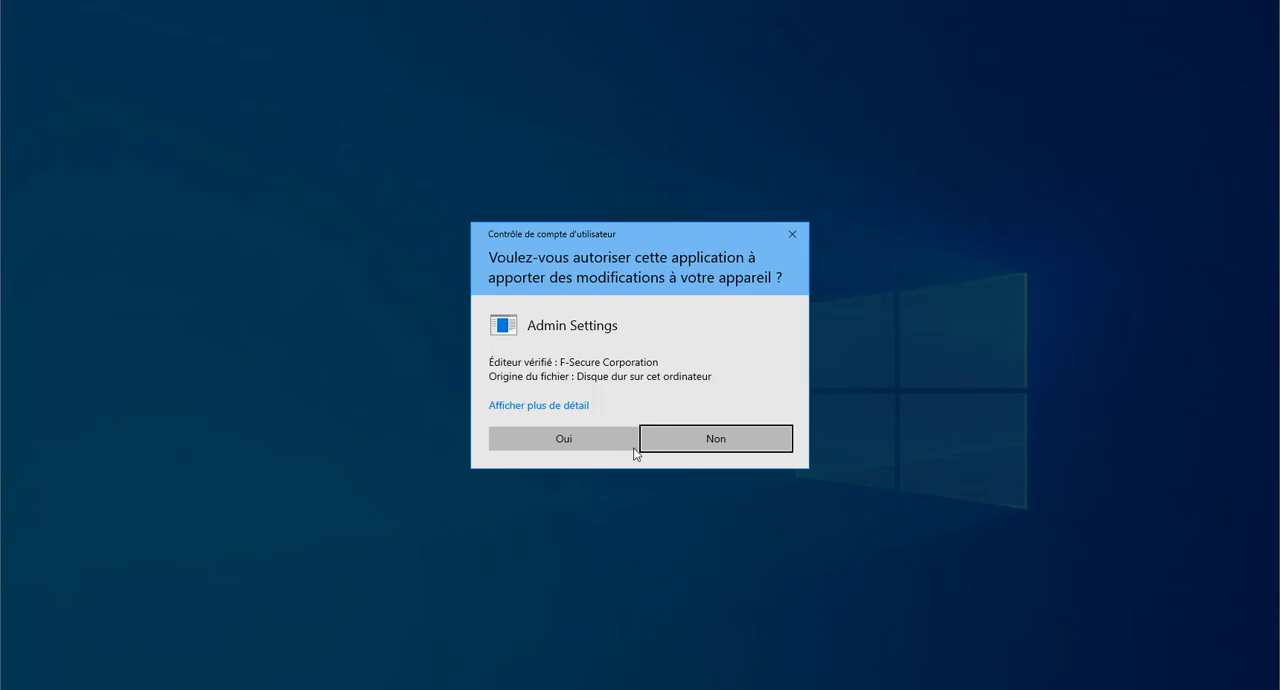 Contrôle de compte d'utilisateur
Voulez-vous autoriser cette application à
apporter des modifications à votre appareil ?
Admin Settings
Éditeur vérifié : F-Secure Corporation
Origine du fichier : Disque dur sur cet ordinateur
Afficher plus de détail
Oui
Non